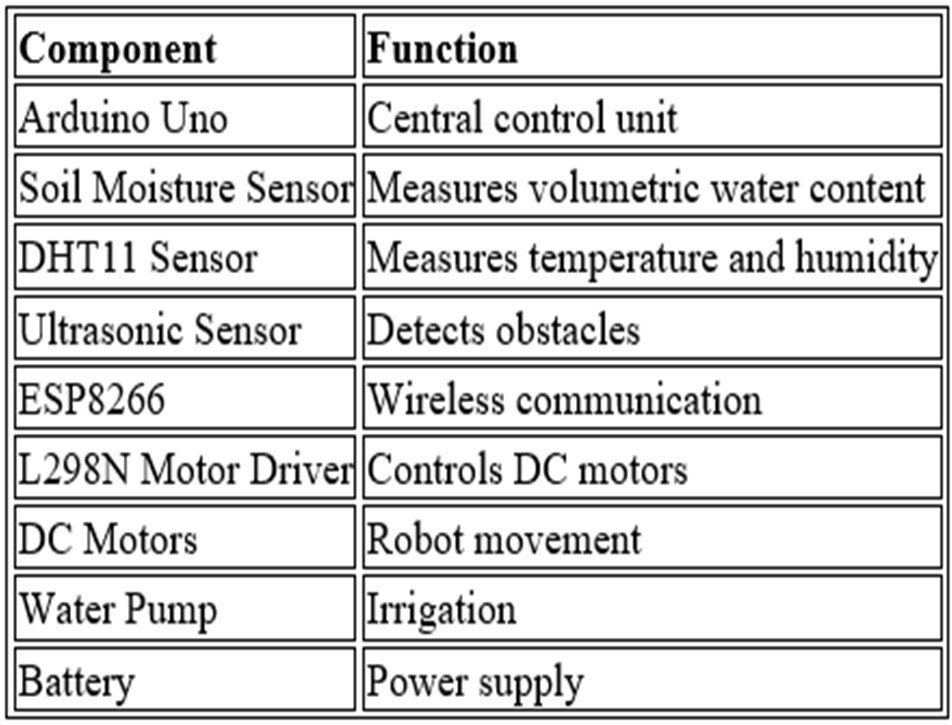 Component Function
Arduino Uno Central control unit
Soil Moisture Sensor Measures volumetric water content
DHT11 Sensor Measures temperature and humidity
Ultrasonic Sensor Detects obstacles
ESP8266 Wireless communication
L298N Motor Driver Controls DC motors
DC Motors Robot movement
Water Pump Irrigation
Battery Power supply